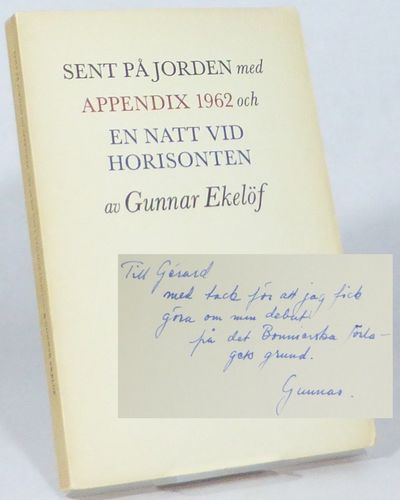 SENT PÅ JORDEN med
APPENDIX 1962 och
EN NATT VID
HORISONTEN
av Gunnar Ekelöf
Till Gérard
med tack för att jag fick
göra om min debut
på det Bonnierska Förla-
gets grund.
Gunnar.